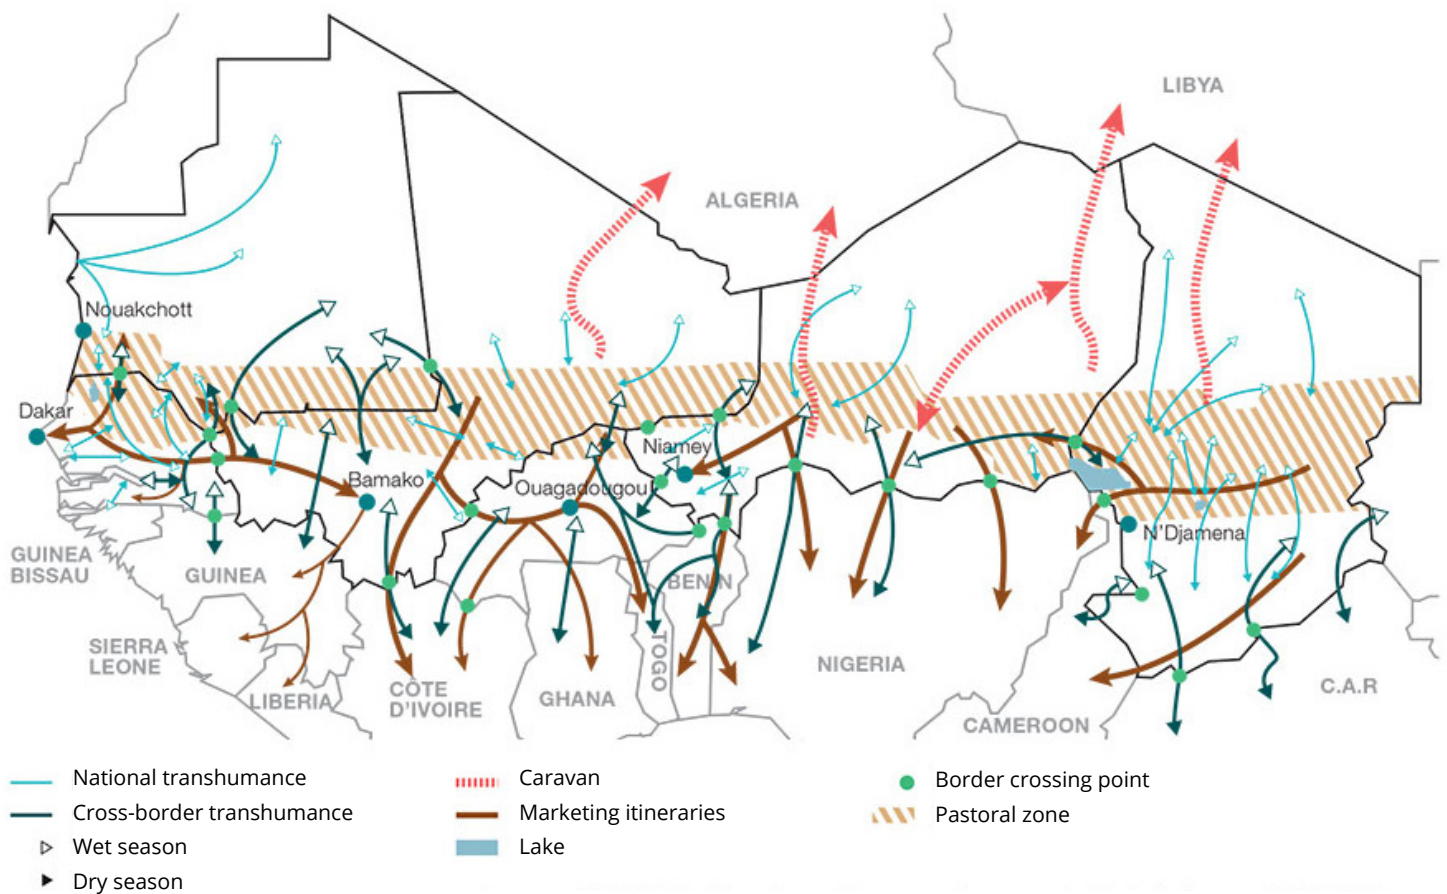 LIBYA
ALGERIA
Nouakchott
Dakar
Niamey
Bamako
Ouagadougou
N'Djamena
GUINEA
BISSAU
GUINEA
BENIN
SIERRA
LEONE
TOGO
NIGERIA
LIBERIA
CÔTE
D'IVOIRE
GHANA
C.A.R
CAMEROON
National transhumance
Cross-border transhumance
Wet season
Dry season
Caravan
Marketing itineraries
Lake
Border crossing point
Pastoral zone